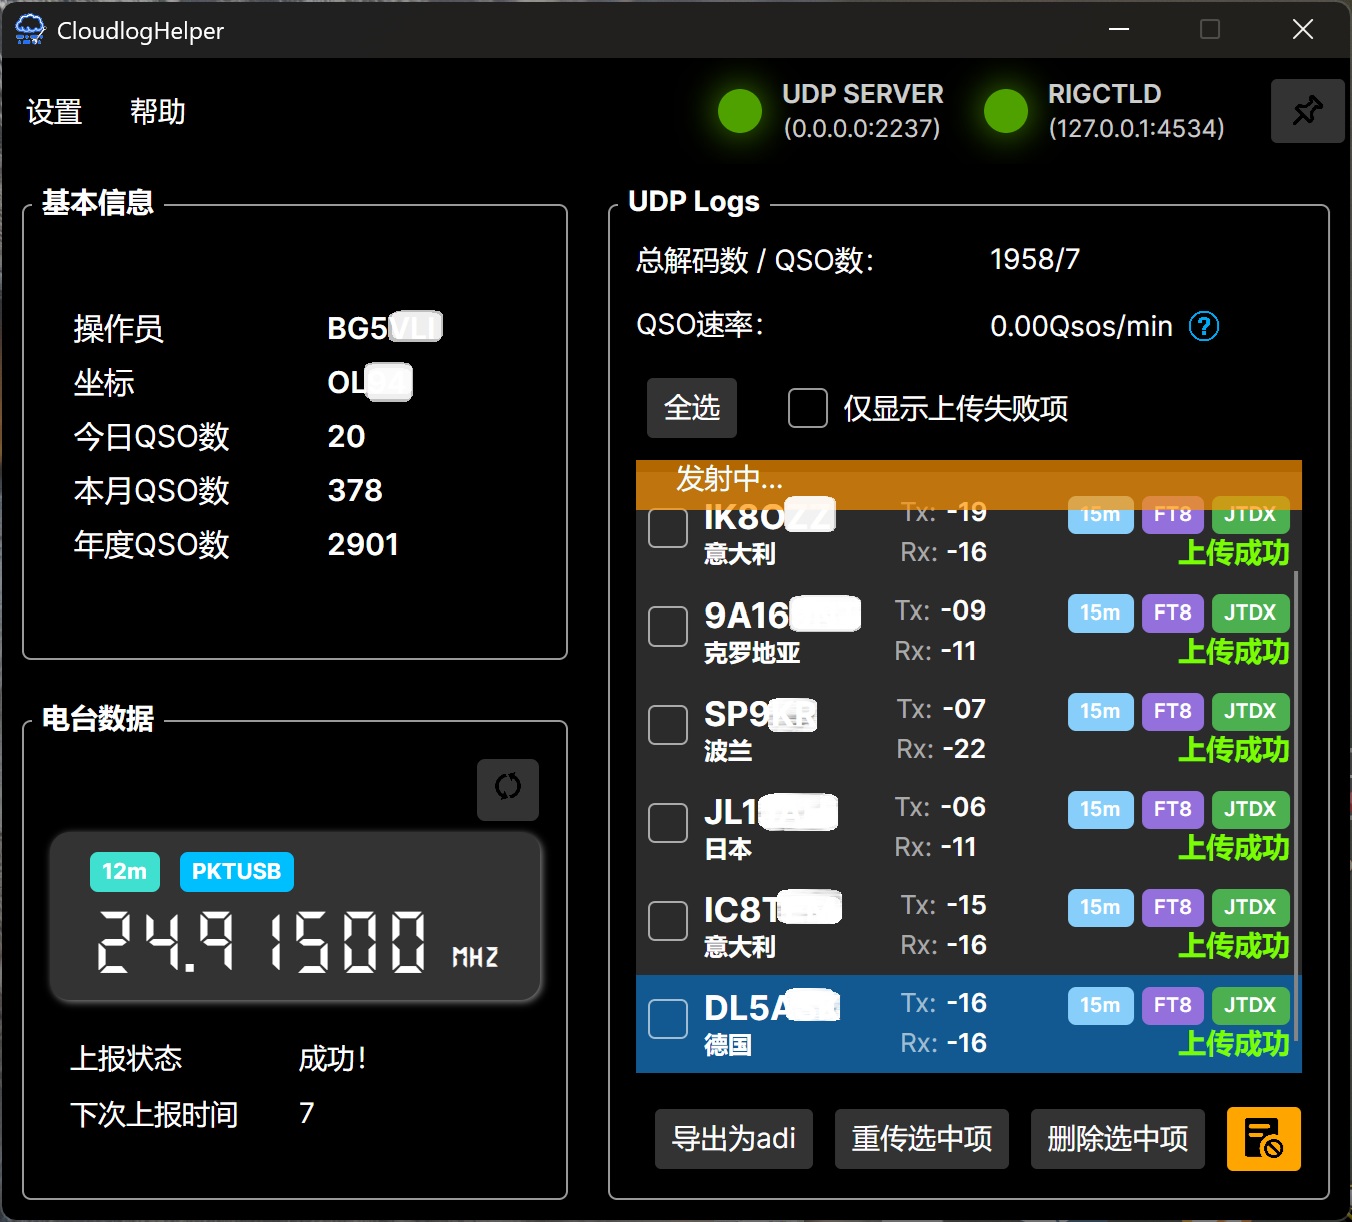 CloudlogHelper
设置 帮助
UDP SERVER
(0.0.0.0:2237)
RIGCTLD
(127.0.0.1:4534)
基本信息
操作员 BG5
坐标 OL
今日QSO数 20
本月QSO数 378
年度QSO数 2901
电台数据
12m PKTUSB
24.91500 MHZ
上报状态 成功！
下次上报时间 7
UDP Logs
总解码数 / QSO数： 1958/7
QSO速率： 0.00Qsos/min ?
全选 仅显示上传失败项
发射中...
IK8O Tx: -19 15m FT8 JTDX
意大利 Rx: -16 上传成功
9A16 Tx: -09 15m FT8 JTDX
克罗地亚 Rx: -11 上传成功
SP9 Tx: -07 15m FT8 JTDX
波兰 Rx: -22 上传成功
JL1 Tx: -06 15m FT8 JTDX
日本 Rx: -11 上传成功
IC8T Tx: -15 15m FT8 JTDX
意大利 Rx: -16 上传成功
DL5A Tx: -16 15m FT8 JTDX
德国 Rx: -16 上传成功
导出为adi 重传选中项 删除选中项